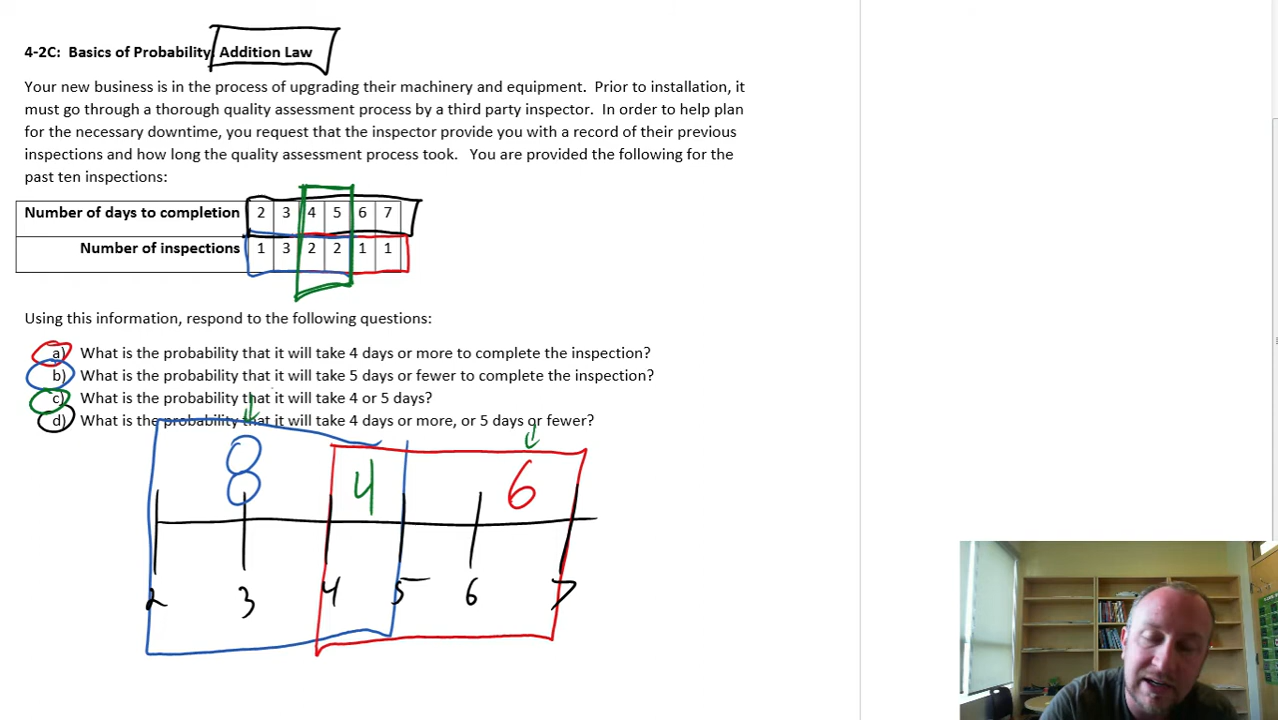 4-2C: Basics of Probability Addition Law
Your new business is in the process of upgrading their machinery and equipment. Prior to installation, it
must go through a thorough quality assessment process by a third party inspector. In order to help plan
for the necessary downtime, you request that the inspector provide you with a record of their previous
inspections and how long the quality assessment process took. You are provided the following for the
past ten inspections:
Number of days to completion 2 3 4 5 6 7
Number of inspections 1 3 2 2 1 1
Using this information, respond to the following questions:
a) What is the probability that it will take 4 days or more to complete the inspection?
b) What is the probability that it will take 5 days or fewer to complete the inspection?
c) What is the probability that it will take 4 or 5 days?
d) What is the probability that it will take 4 days or more, or 5 days or fewer?
8 4 6
2 3 4 5 6 7